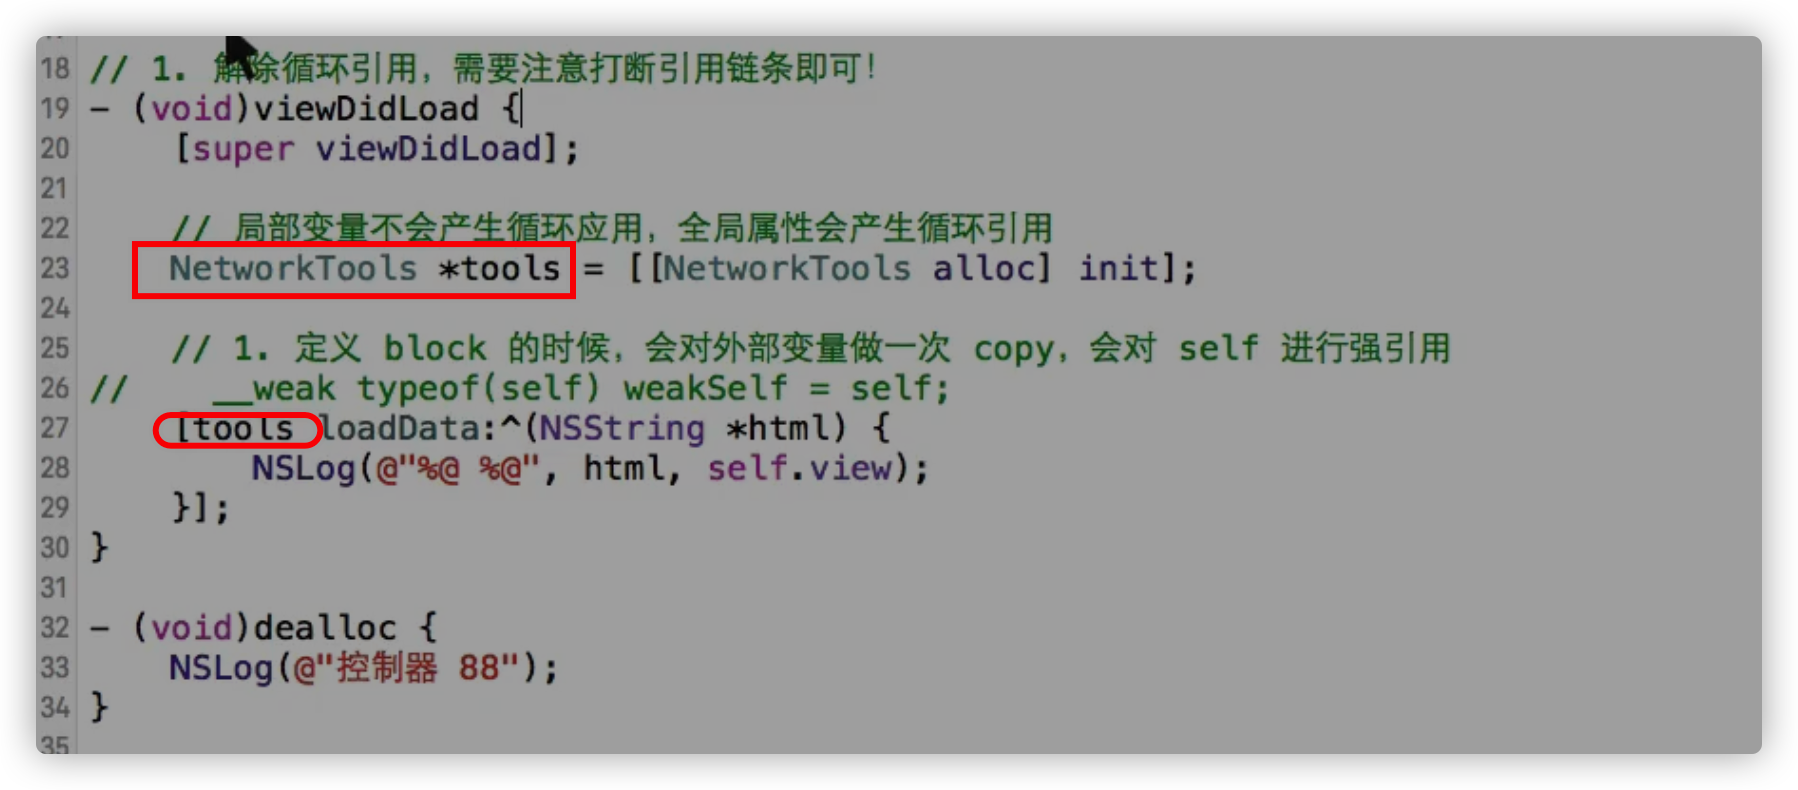 18 // 1. 解除循环引用，需要注意打断引用链条即可！
19 - (void)viewDidLoad {
20 [super viewDidLoad];
21
22 // 局部变量不会产生循环应用，全局属性会产生循环引用
23 NetworkTools *tools = [[NetworkTools alloc] init];
24
25 // 1. 定义 block 的时候，会对外部变量做一次 copy，会对 self 进行强引用
26 // __weak typeof(self) weakSelf = self;
27 [tools loadData:^(NSString *html) {
28 NSLog(@"%@ %@", html, self.view);
29 }];
30 }
31
32 - (void)dealloc {
33 NSLog(@"控制器 88");
34 }
35